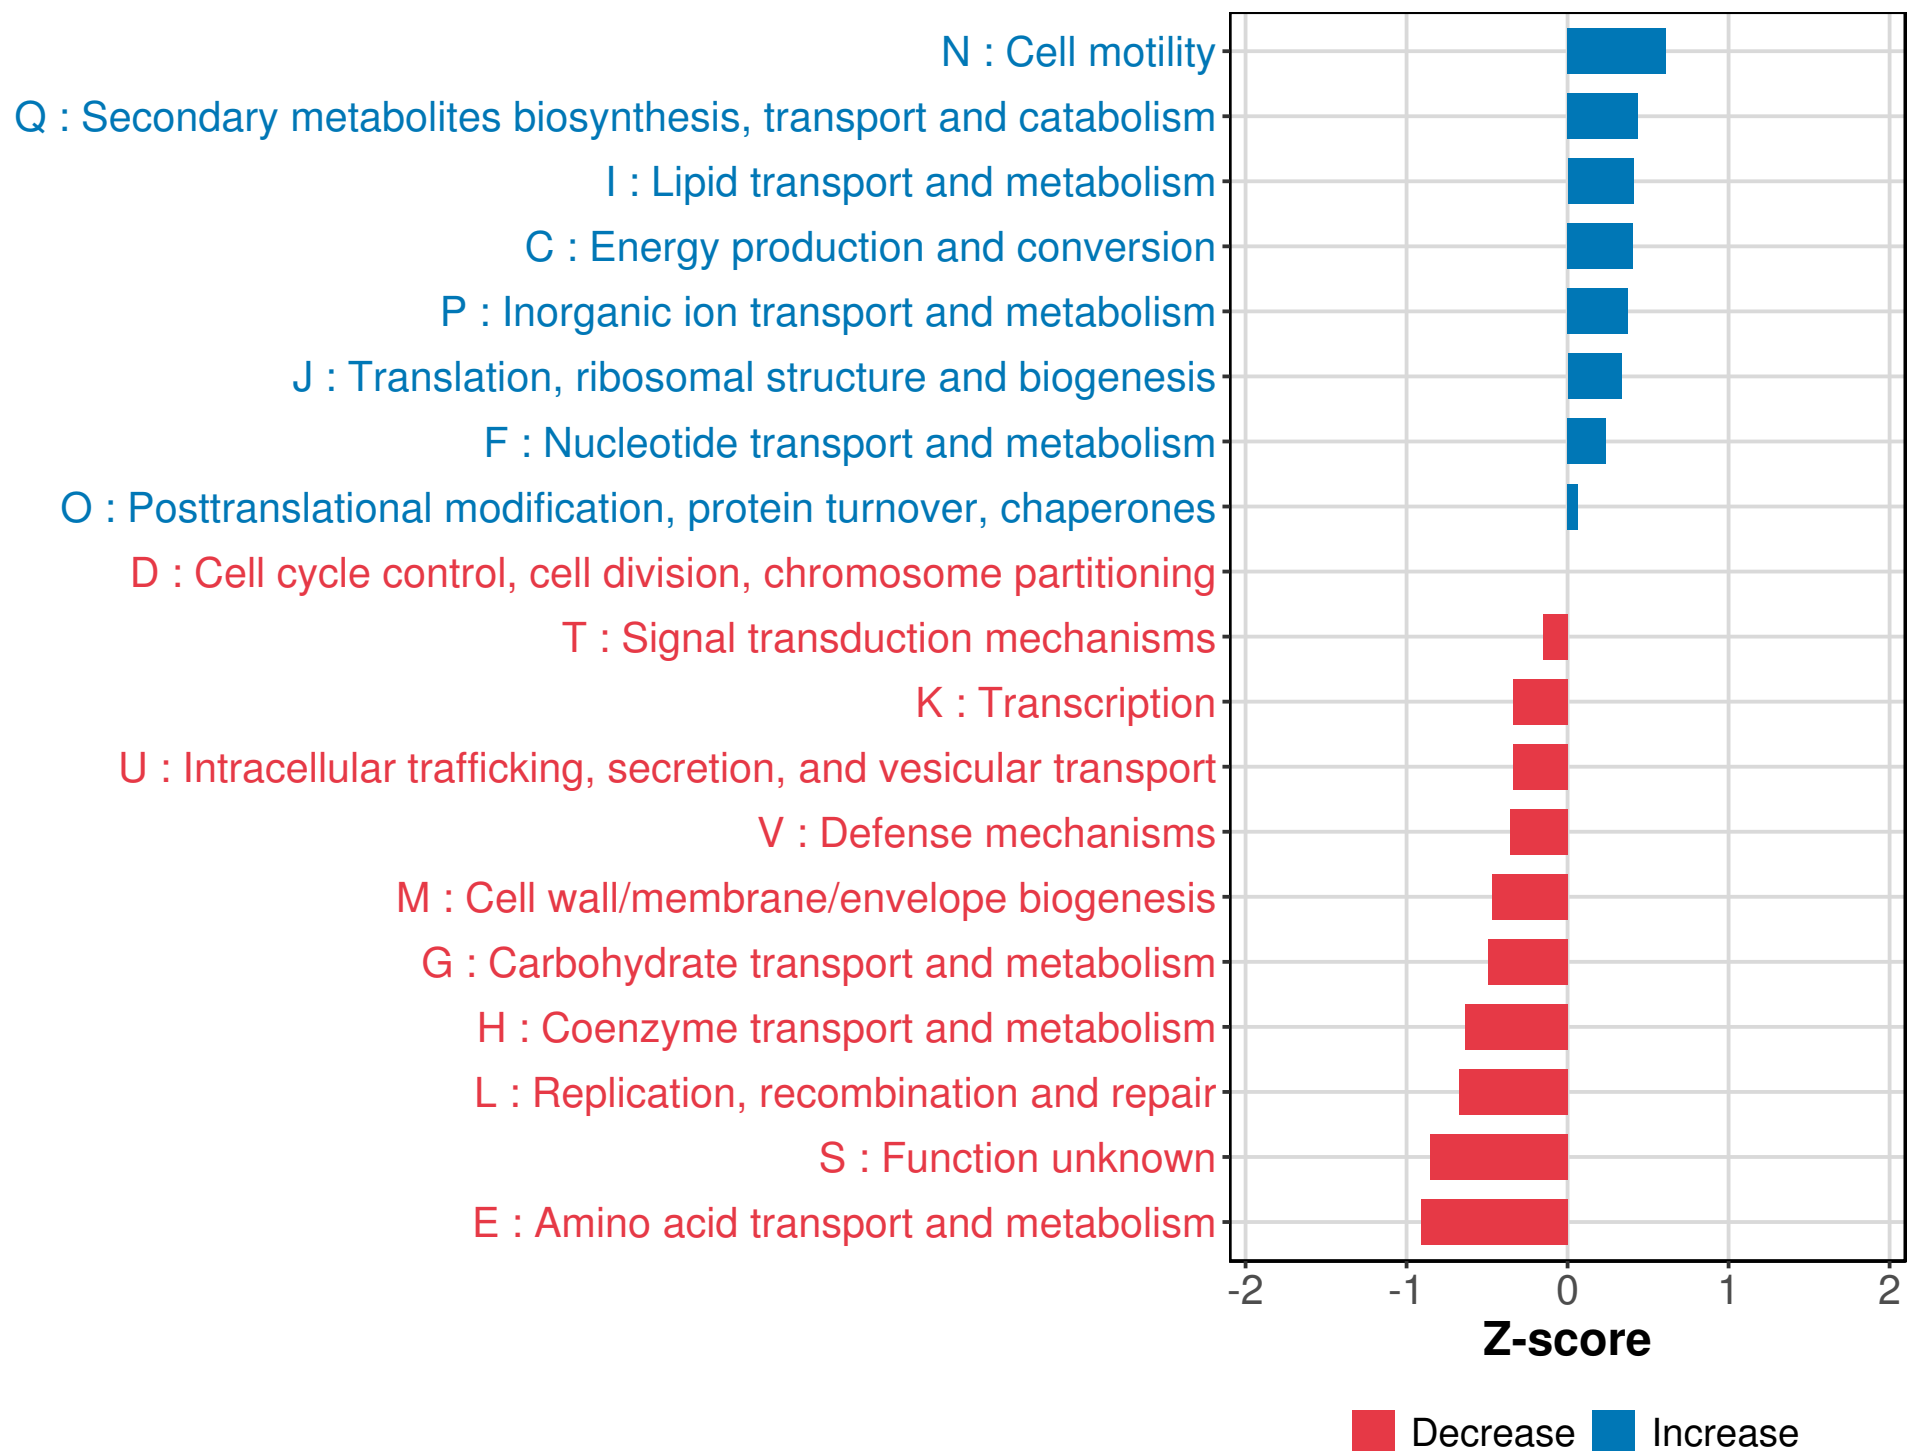 N : Cell motility
Q : Secondary metabolites biosynthesis, transport and catabolism
I : Lipid transport and metabolism
C : Energy production and conversion
P : Inorganic ion transport and metabolism
J : Translation, ribosomal structure and biogenesis
F : Nucleotide transport and metabolism
O : Posttranslational modification, protein turnover, chaperones
D : Cell cycle control, cell division, chromosome partitioning
T : Signal transduction mechanisms
K : Transcription
U : Intracellular trafficking, secretion, and vesicular transport
V : Defense mechanisms
M : Cell wall/membrane/envelope biogenesis
G : Carbohydrate transport and metabolism
H : Coenzyme transport and metabolism
L : Replication, recombination and repair
S : Function unknown
E : Amino acid transport and metabolism
-2 -1 0 1 2
Z-score
Decrease Increase